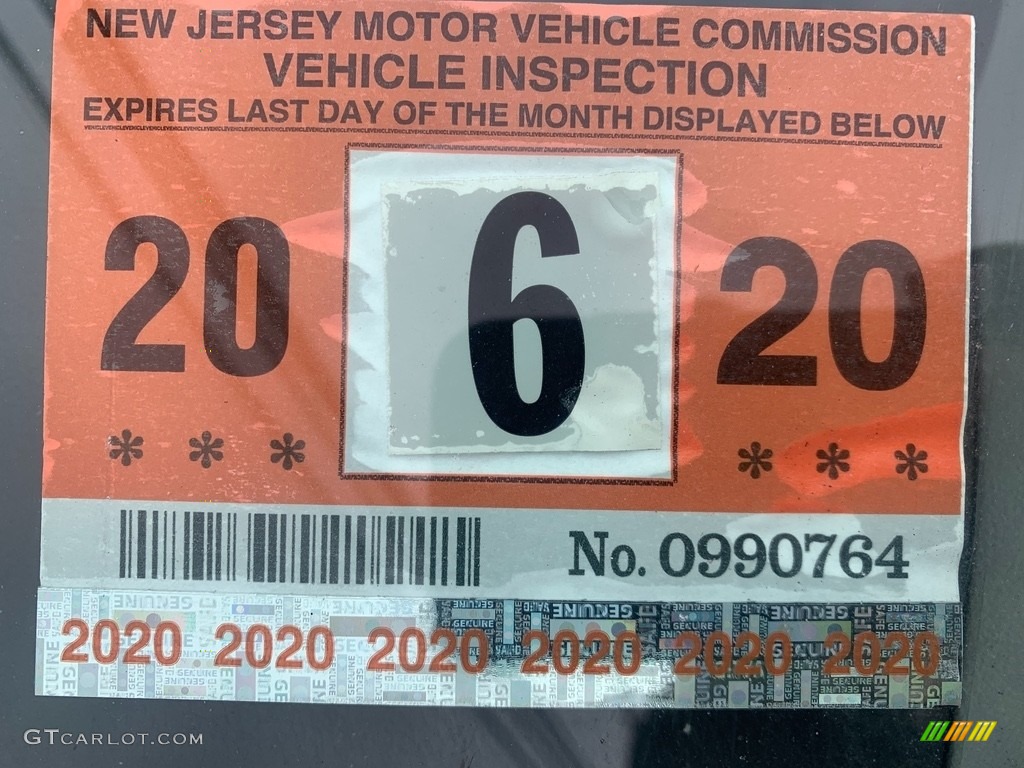 NEW JERSEY MOTOR VEHICLE COMMISSION
VEHICLE INSPECTION
EXPIRES LAST DAY OF THE MONTH DISPLAYED BELOW
20 6 20
* * * * * *
No. 0990764
2020 2020 2020 2020 2020 2020
GTCARLOT.COM